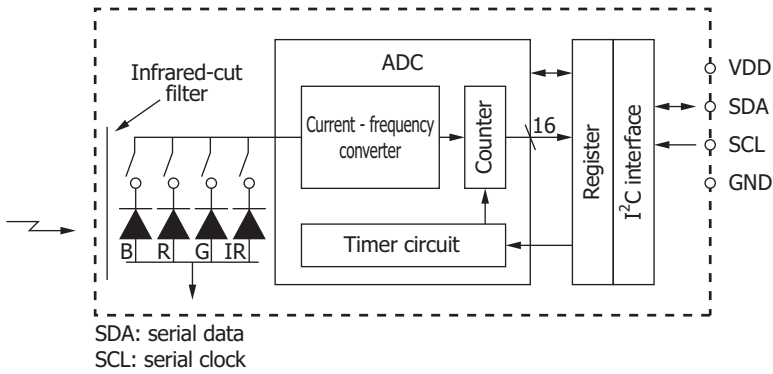 Infrared-cut
filter
ADC
Current - frequency
converter
Counter
16
Timer circuit
Register
I²C interface
VDD
SDA
SCL
GND
B R G IR
SDA: serial data
SCL: serial clock